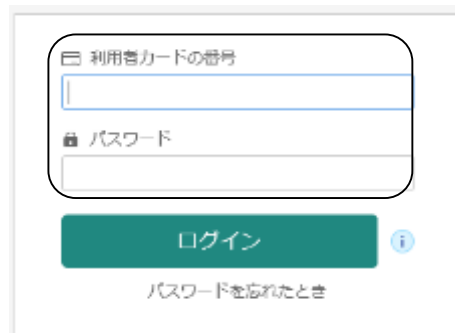 利用者カードの番号
パスワード
ログイン
i
パスワードを忘れたとき